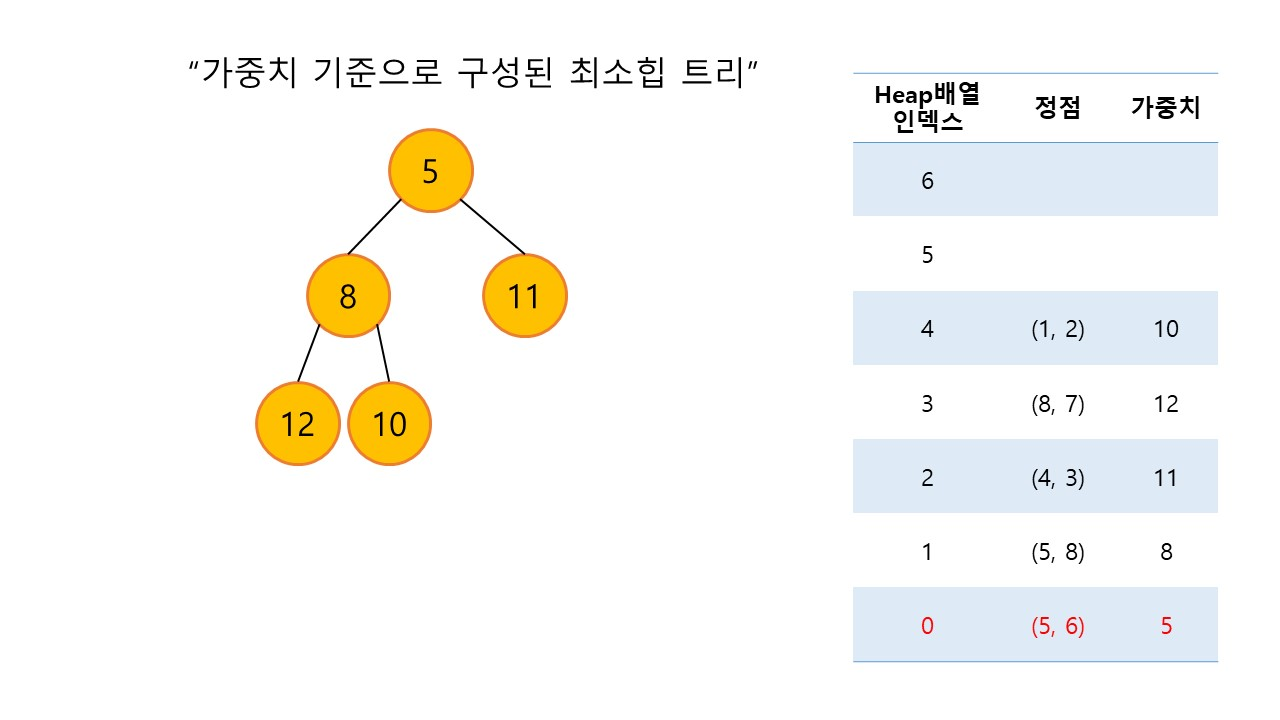 “가중치 기준으로 구성된 최소힙 트리”
5
8
11
12
10
Heap배열
인덱스
정점
가중치
6
5
4 (1, 2) 10
3 (8, 7) 12
2 (4, 3) 11
1 (5, 8) 8
0 (5, 6) 5